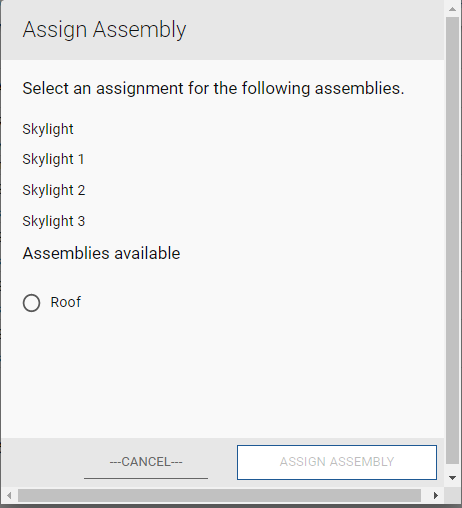 Assign Assembly
Select an assignment for the following assemblies.
Skylight
Skylight 1
Skylight 2
Skylight 3
Assemblies available
Roof
---CANCEL--- ASSIGN ASSEMBLY